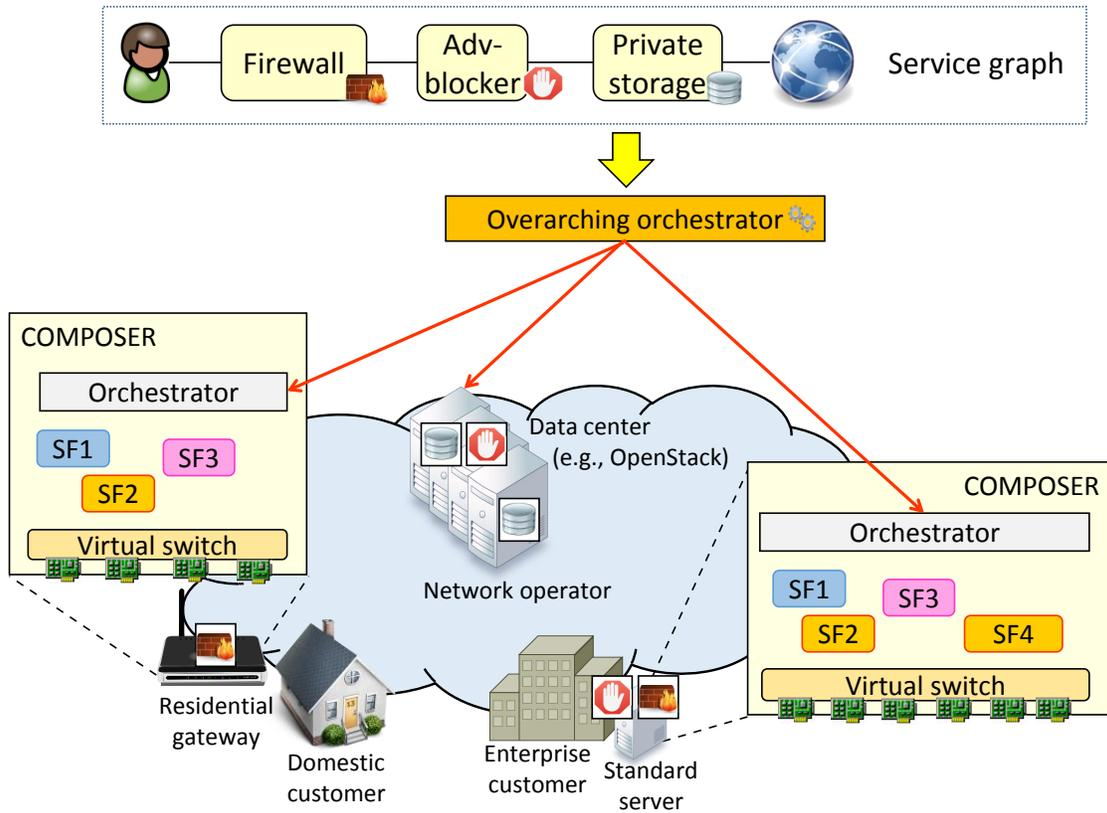 Firewall
Adv-
blocker
Private
storage
Service graph
Overarching orchestrator
COMPOSER
Orchestrator
SF1
SF3
SF2
Virtual switch
Data center
(e.g., OpenStack)
Network operator
COMPOSER
Orchestrator
SF1
SF3
SF2
SF4
Virtual switch
13
Residential
gateway
Domestic
customer
Enterprise
customer
Standard
server